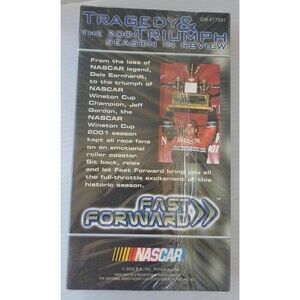 ID# 617591
TRAGEDY &
TRIUMPH
THE 2001
SEASON IN REVIEW
From the loss of
NASCAR legend,
Dale Earnhardt,
to the triumph of
NASCAR
Winston Cup
Champion, Jeff
Gordon, the
NASCAR
Winston Cup
2001 season
kept all race fans
on an emotional
roller coaster.
Sit back, relax
and let Fast Forward bring you all
the full-throttle excitement of this
historic season.
FAST
FORWARD
NASCAR